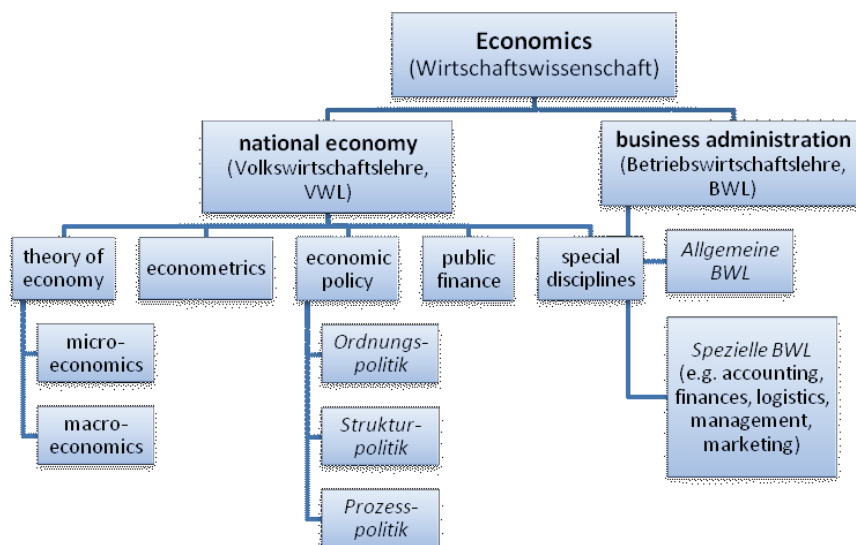 Economics
(Wirtschaftswissenschaft)
national economy
(Volkswirtschaftslehre,
VWL)
business administration
(Betriebswirtschaftslehre,
BWL)
theory of
economy
econometrics
economic
policy
public
finance
special
disciplines
Allgemeine
BWL
micro-
economics
macro-
economics
Ordnungs-
politik
Struktur-
politik
Prozess-
politik
Spezielle BWL
(e.g. accounting,
finances, logistics,
management,
marketing)